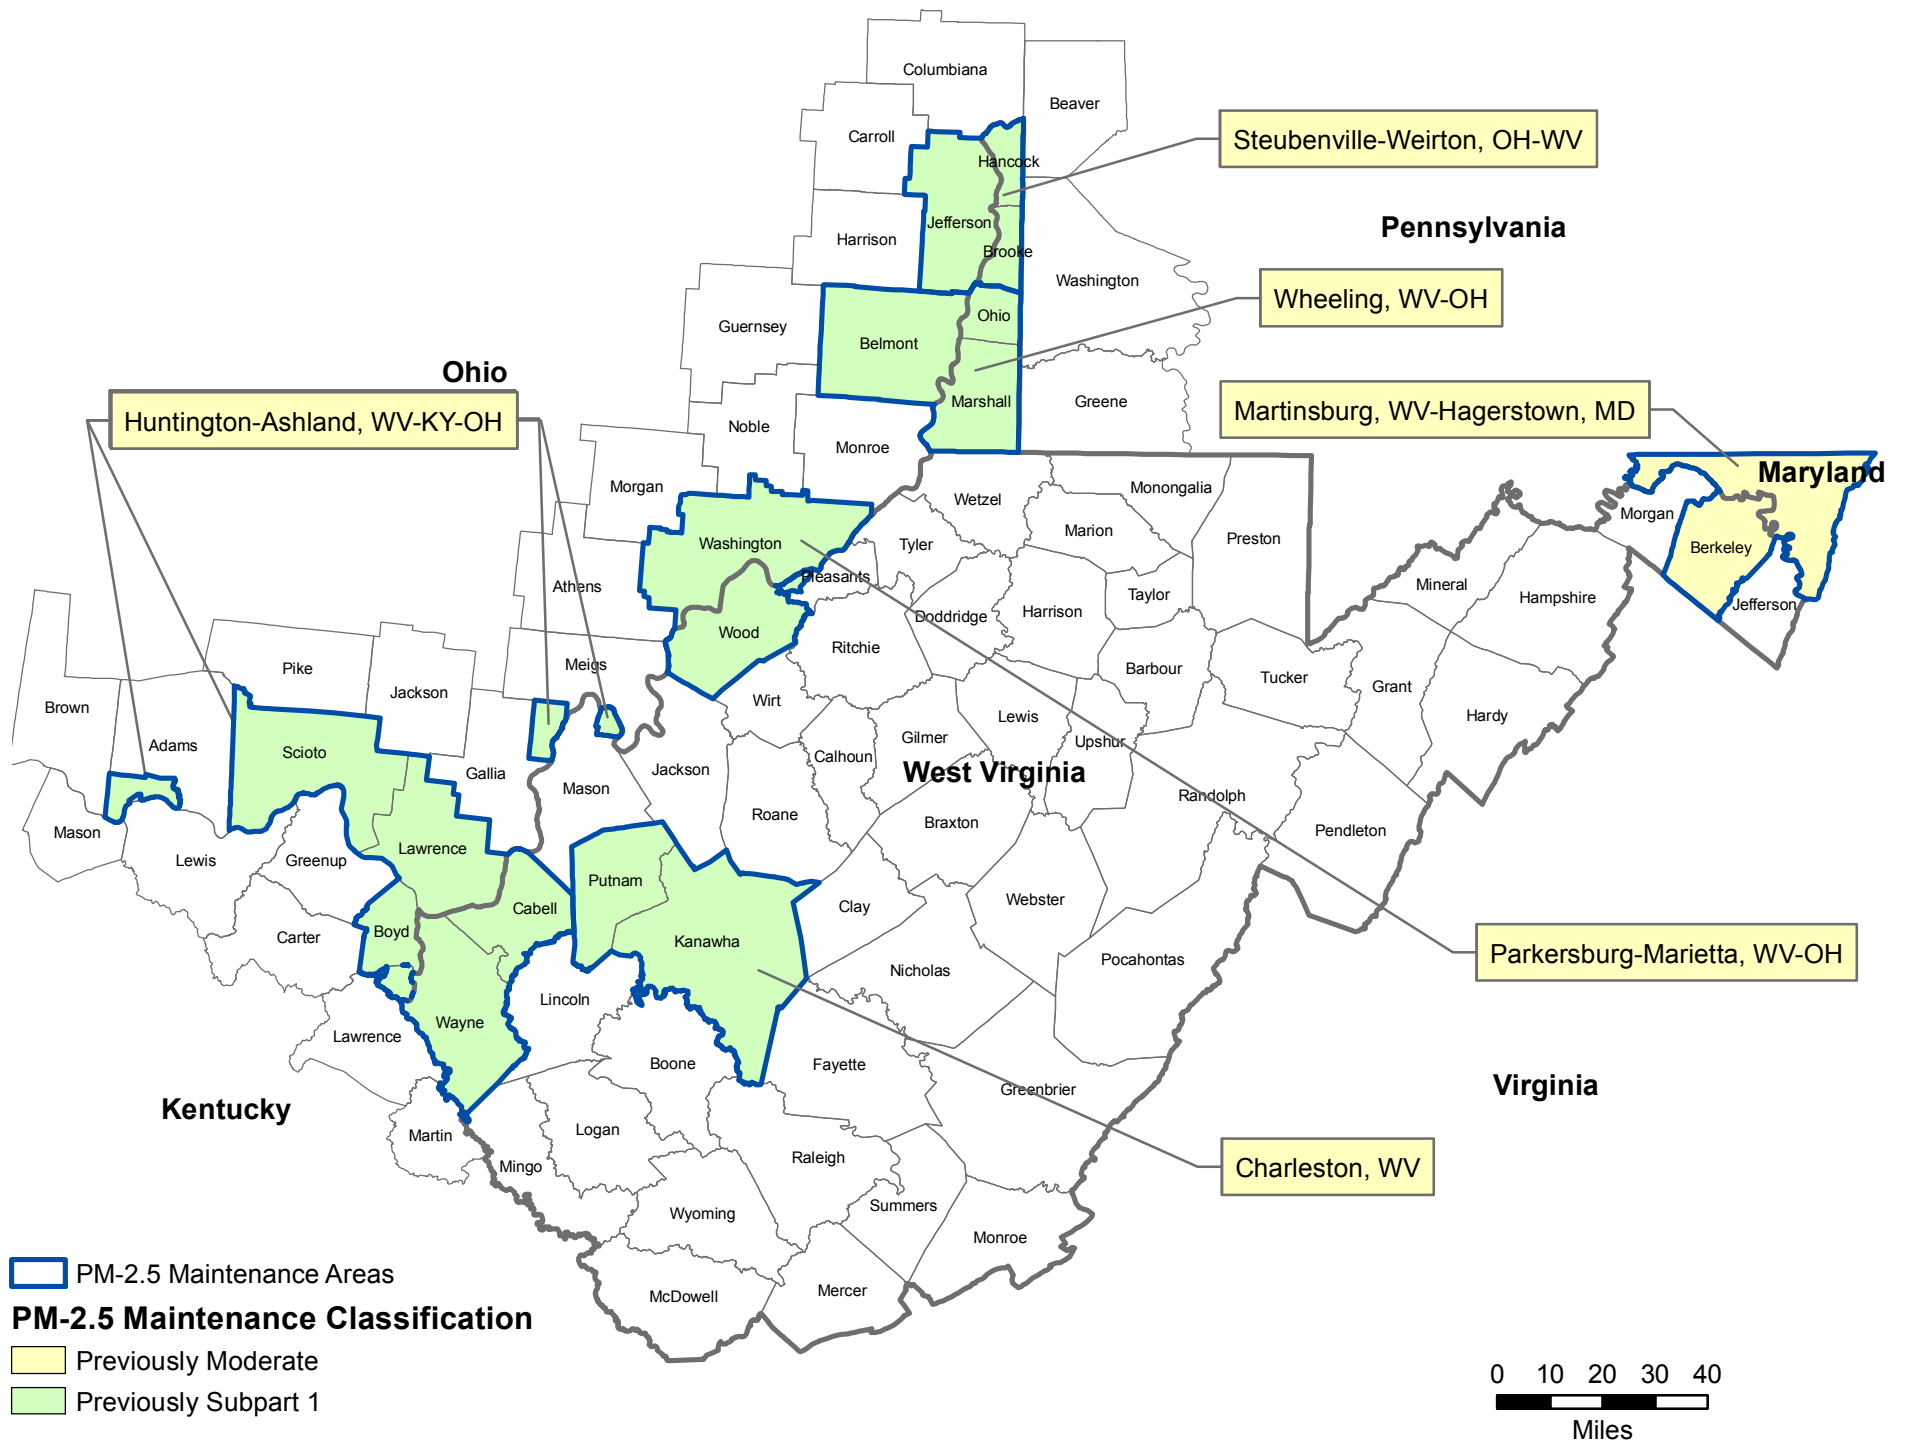 Columbiana
Beaver
Carroll
Steubenville-Weirton, OH-WV
Hancock
Jefferson
Pennsylvania
Harrison
Brooke
Washington
Wheeling, WV-OH
Ohio
Guernsey
Belmont
Ohio
Marshall
Greene
Martinsburg, WV-Hagerstown, MD
Huntington-Ashland, WV-KY-OH
Noble
Monroe
Maryland
Morgan
Wetzel
Monongalia
Morgan
Marion
Preston
Washington
Tyler
Berkeley
Pleasants
Athens
Mineral
Taylor
Hampshire
Jefferson
Harrison
Doddridge
Wood
Ritchie
Meigs
Barbour
Tucker
Pike
Jackson
Grant
Wirt
Brown
Lewis
Hardy
Adams
Scioto
Gilmer
Upshur
Calhoun
Gallia
Jackson
West Virginia
Mason
Randolph
Roane
Braxton
Pendleton
Mason
Lewis
Greenup
Lawrence
Putnam
Webster
Cabell
Clay
Boyd
Carter
Kanawha
Parkersburg-Marietta, WV-OH
Pocahontas
Nicholas
Lincoln
Wayne
Lawrence
Boone
Fayette
Greenbrier
Virginia
Kentucky
Martin
Logan
Mingo
Raleigh
Charleston, WV
Summers
Wyoming
Monroe
Mercer
McDowell
PM-2.5 Maintenance Areas
PM-2.5 Maintenance Classification
Previously Moderate
Previously Subpart 1
0 10 20 30 40
Miles